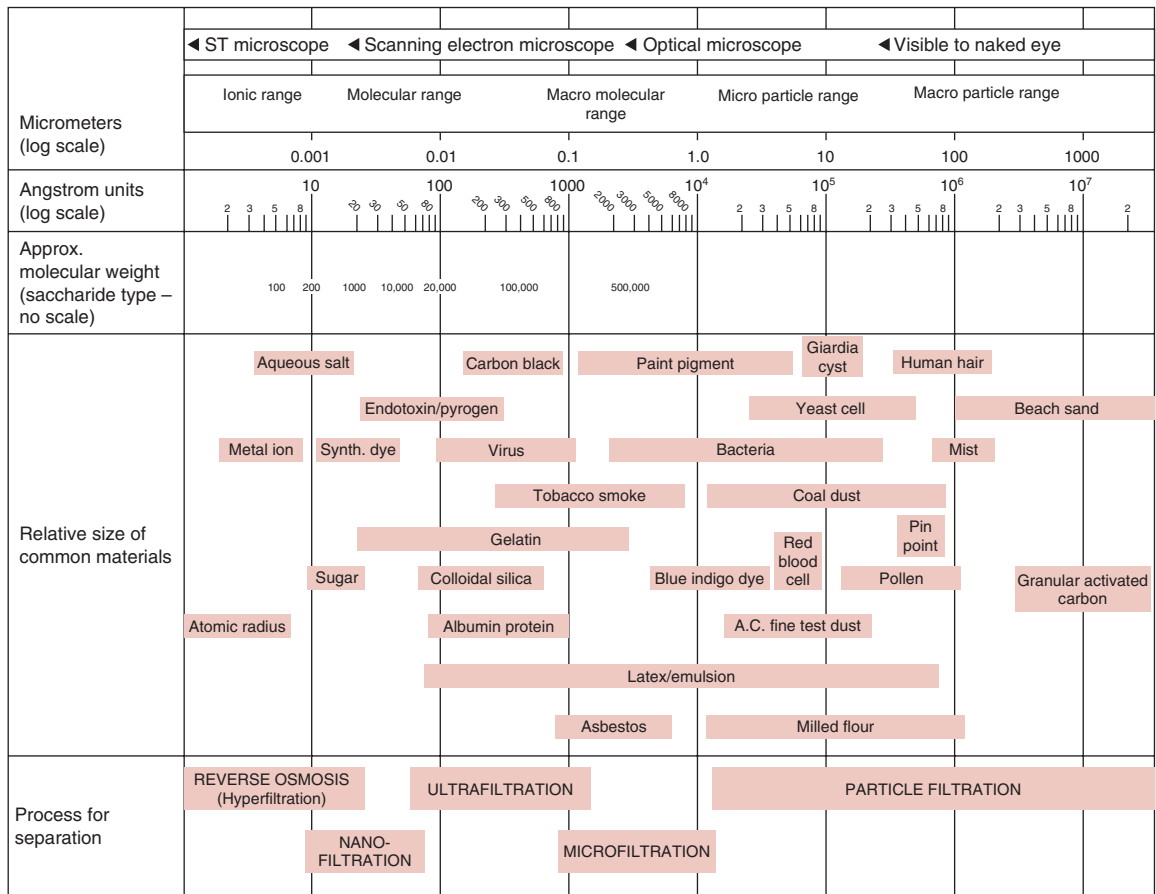 ◄ ST microscope ◄ Scanning electron microscope ◄ Optical microscope ◄ Visible to naked eye
Micrometers
(log scale)
Ionic range Molecular range Macro molecular
range Micro particle range Macro particle range
0.001 0.01 0.1 1.0 10 100 1000
Angstrom units
(log scale)
10 100 1000 10⁴ 10⁵ 10⁶ 10⁷
2 3 5 8 20 30 50 80 200 300 500 800 2000 3000 5000 8000 2 3 5 8 2 3 5 8 2 3 5 8 2
Approx.
molecular weight
(saccharide type –
no scale)
100 200 1000 10,000 20,000 100,000 500,000
Relative size of
common materials
Aqueous salt Carbon black Paint pigment Giardia
cyst Human hair
Endotoxin/pyrogen Yeast cell Beach sand
Metal ion Synth. dye Virus Bacteria Mist
Tobacco smoke Coal dust
Gelatin Red
blood
cell Pin
point
Sugar Colloidal silica Blue indigo dye Pollen Granular activated
carbon
Atomic radius Albumin protein A.C. fine test dust
Latex/emulsion
Asbestos Milled flour
Process for
separation
REVERSE OSMOSIS
(Hyperfiltration) ULTRAFILTRATION PARTICLE FILTRATION
NANO-
FILTRATION MICROFILTRATION